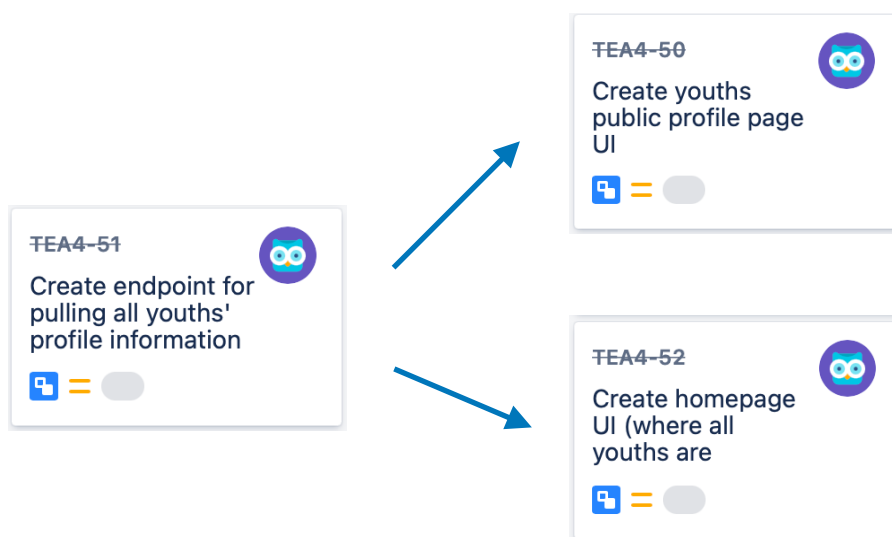 TEA4-51
Create endpoint for
pulling all youths'
profile information
TEA4-50
Create youths
public profile page
UI
TEA4-52
Create homepage
UI (where all
youths are